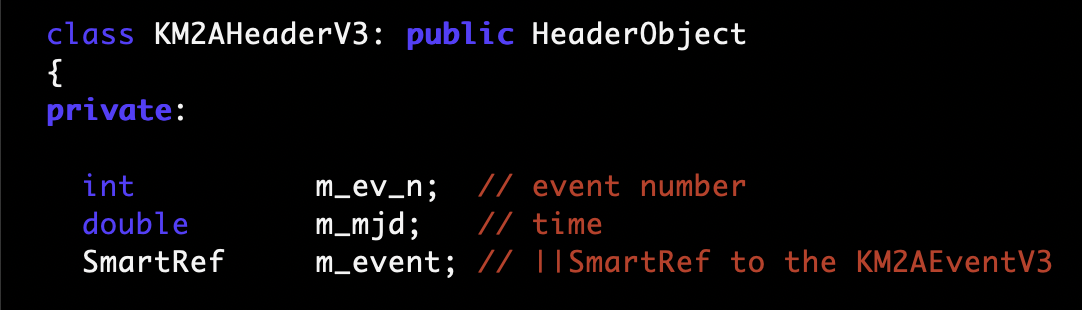 class KM2AHeaderV3: public HeaderObject
{
private:
int m_ev_n; // event number
double m_mjd; // time
SmartRef m_event; // ||SmartRef to the KM2AEventV3